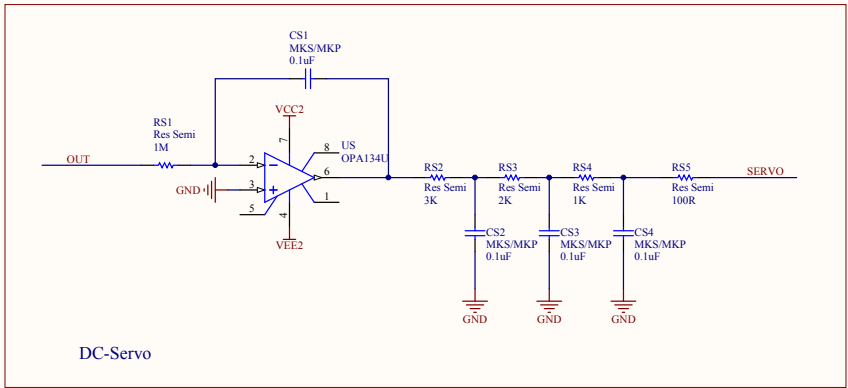 CS1
MKS/MKP
0.1uF
VCC2
RS1
Res Semi
1M
OUT
2
7
8
US
OPA134U
6
3
GND
5
4
1
VEE2
RS2
Res Semi
3K
RS3
Res Semi
2K
RS4
Res Semi
1K
RS5
Res Semi
100R
SERVO
CS2
MKS/MKP
0.1uF
CS3
MKS/MKP
0.1uF
CS4
MKS/MKP
0.1uF
GND
GND
GND
DC-Servo